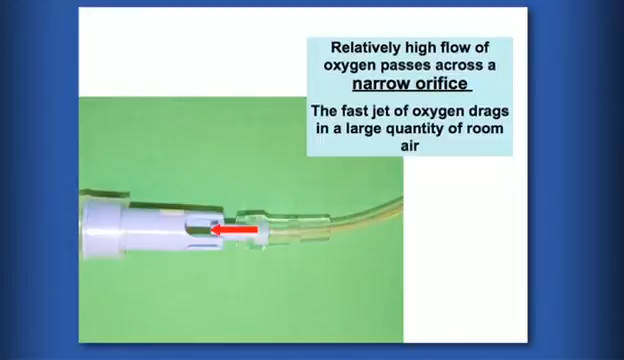 Relatively high flow of
oxygen passes across a
narrow orifice
The fast jet of oxygen drags
in a large quantity of room
air